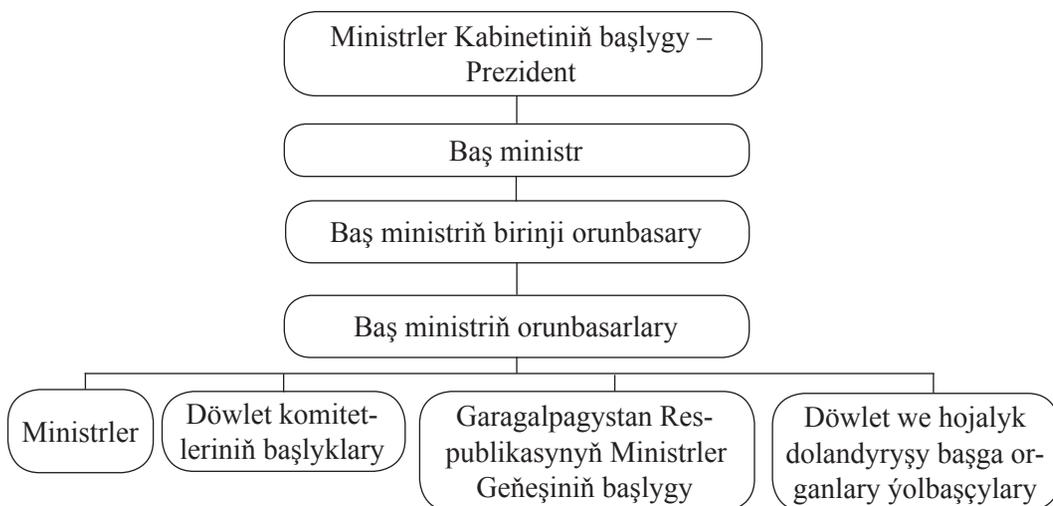 Ministrler Kabinetiniň başlygy –
Prezident
Baş ministr
Baş ministriň birinji orunbasary
Baş ministriň orunbasarlary
Ministrler
Döwlet komitet-
leriniň başlyklary
Garagalpagystan Res-
publikasynyň Ministrler
Geňeşiniň başlygy
Döwlet we hojalyk
dolandyryşy başga or-
ganlary ýolbaşçylary